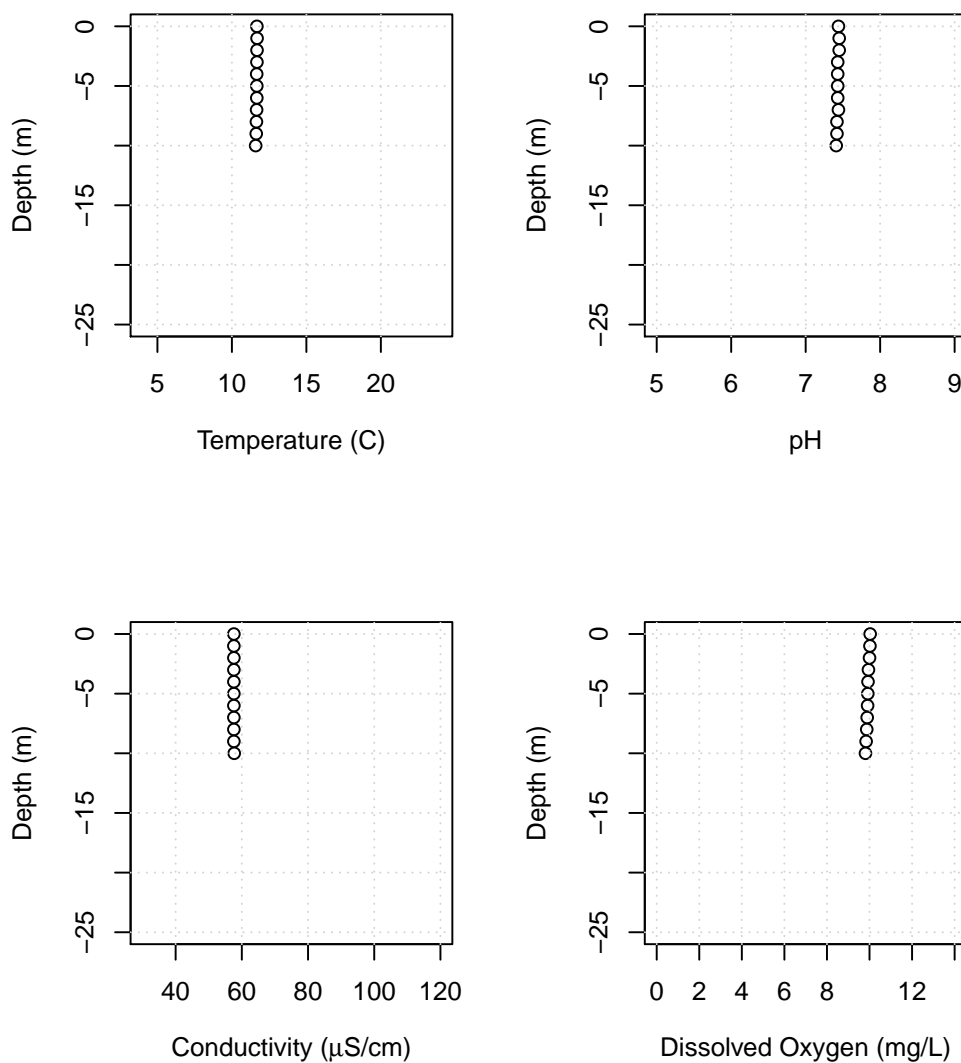 0
−5
−15
−25
Depth (m)
5 10 15 20
Temperature (C)
0
−5
−15
−25
Depth (m)
5 6 7 8 9
pH
0
−5
−15
−25
Depth (m)
40 60 80 100 120
Conductivity (μS/cm)
0
−5
−15
−25
Depth (m)
0 2 4 6 8 12
Dissolved Oxygen (mg/L)